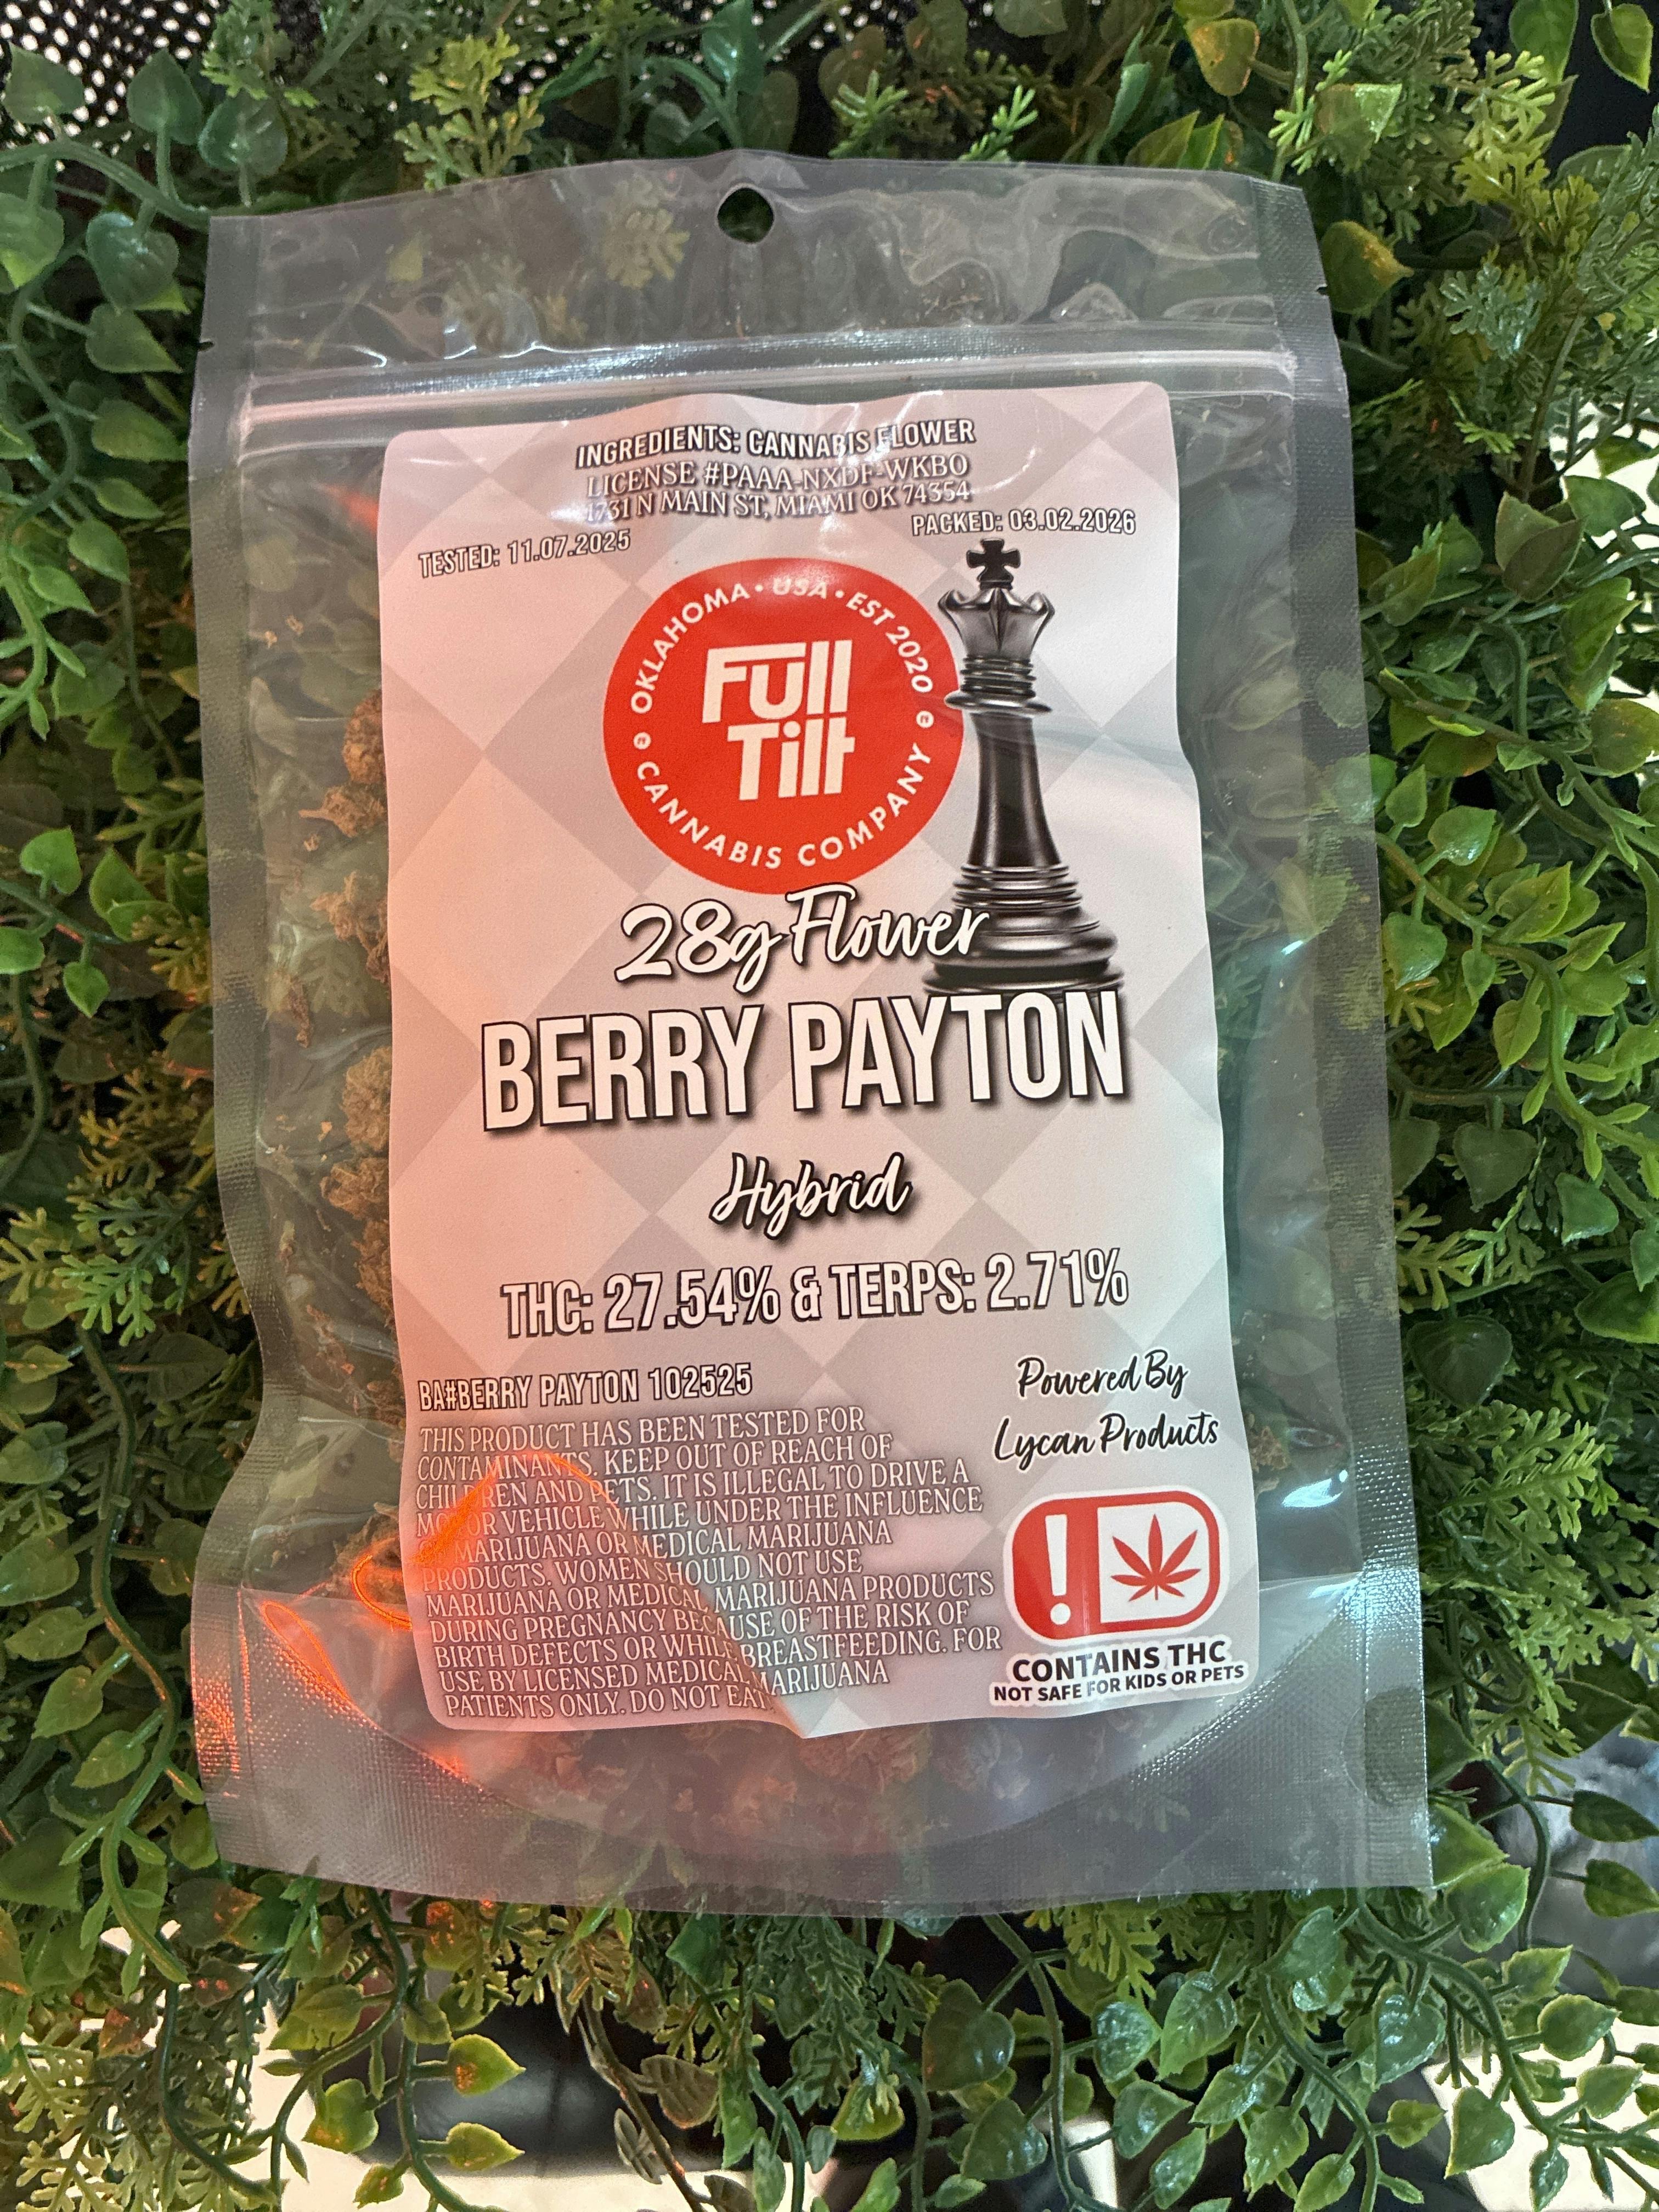 INGREDIENTS: CANNABIS FLOWER
LICENSE #PAAA-NXDF-WKBO
1731 N MAIN ST, MIAMI OK 74354
TESTED: 11.07.2025
PACKED: 03.02.2026
OKLAHOMA • USA • EST 2020
Full
Tilt
CANNABIS COMPANY
28g Flower
BERRY PAYTON
Hybrid
THC: 27.54% & TERPS: 2.71%
BA#BERRY PAYTON 102525
THIS PRODUCT HAS BEEN TESTED FOR
CONTAMINANTS. KEEP OUT OF REACH OF
CHILDREN AND PETS. IT IS ILLEGAL TO DRIVE A
MOTOR VEHICLE WHILE UNDER THE INFLUENCE
OF MARIJUANA OR MEDICAL MARIJUANA
PRODUCTS. WOMEN SHOULD NOT USE
MARIJUANA OR MEDICAL MARIJUANA PRODUCTS
DURING PREGNANCY BECAUSE OF THE RISK OF
BIRTH DEFECTS OR WHILE BREASTFEEDING. FOR
USE BY LICENSED MEDICAL MARIJUANA
PATIENTS ONLY. DO NOT EAT
Powered By
Lycan Products
!
CONTAINS THC
NOT SAFE FOR KIDS OR PETS